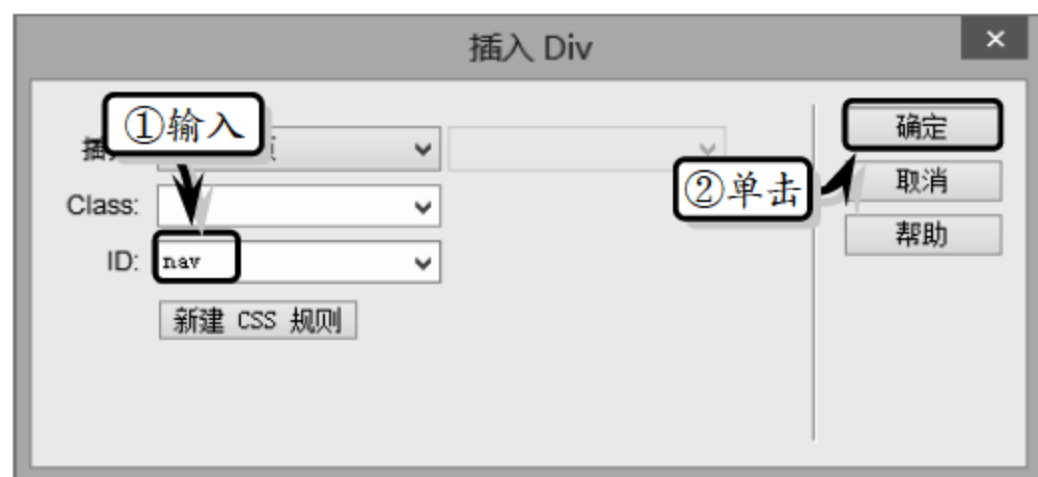 插入 Div
①输入
确定
②单击
取消
Class:
帮助
ID: nav
新建 CSS 规则